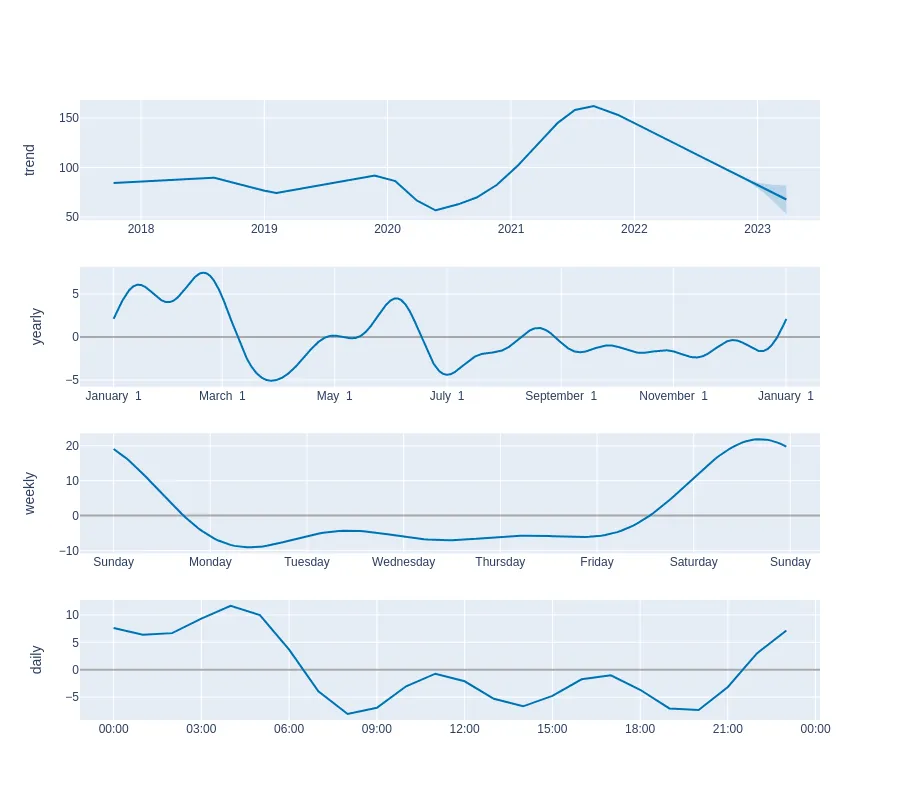 trend
150
100
50
2018 2019 2020 2021 2022 2023
yearly
5
0
−5
January 1 March 1 May 1 July 1 September 1 November 1 January 1
weekly
20
10
0
−10
Sunday Monday Tuesday Wednesday Thursday Friday Saturday Sunday
daily
10
5
0
−5
00:00 03:00 06:00 09:00 12:00 15:00 18:00 21:00 00:00